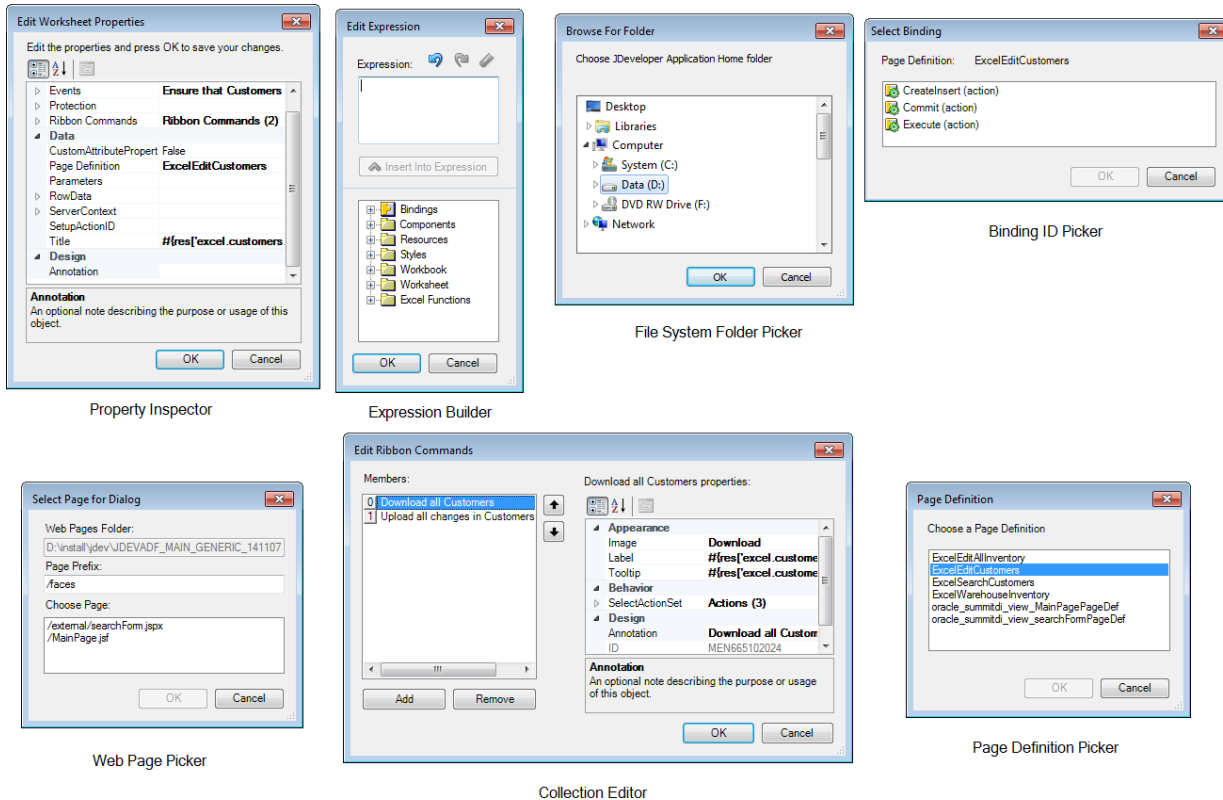 Edit Worksheet Properties
Edit the properties and press OK to save your changes.
Events Ensure that Customers
Protection
Ribbon Commands Ribbon Commands (2)
Data
CustomAttributePropert False
Page Definition ExcelEditCustomers
Parameters
RowData
ServerContext
SetupActionID
Title #{res['excel.customers
Design
Annotation
Annotation
An optional note describing the purpose or usage of this
object.
OK Cancel
Property Inspector
Edit Expression
Expression:
Insert Into Expression
Bindings
Components
Resources
Styles
Workbook
Worksheet
Excel Functions
OK Cancel
Expression Builder
Browse For Folder
Choose JDeveloper Application Home folder
Desktop
Libraries
Computer
System (C:)
Data (D:)
DVD RW Drive (F:)
Network
OK Cancel
File System Folder Picker
Select Binding
Page Definition: ExcelEditCustomers
CreateInsert (action)
Commit (action)
Execute (action)
OK Cancel
Binding ID Picker
Select Page for Dialog
Web Pages Folder:
D:\install\jdev\JDEVADF_MAIN_GENERIC_141107
Page Prefix:
/faces
Choose Page:
/external/searchForm.jspx
/MainPage.jsf
OK Cancel
Web Page Picker
Edit Ribbon Commands
Members:
0 Download all Customers
1 Upload all changes in Customers
Add Remove
Download all Customers properties:
Appearance
Image Download
Label #{res['excel.custome
Tooltip #{res['excel.custome
Behavior
SelectActionSet Actions (3)
Design
Annotation Download all Custom
ID MEN665102024
Annotation
An optional note describing the purpose or usage
of this object.
OK Cancel
Collection Editor
Page Definition
Choose a Page Definition
ExcelEditAllInventory
ExcelEditCustomers
ExcelSearchCustomers
ExcelWarehouseInventory
oracle_summitdi_view_MainPagePageDef
oracle_summitdi_view_searchFormPageDef
OK Cancel
Page Definition Picker